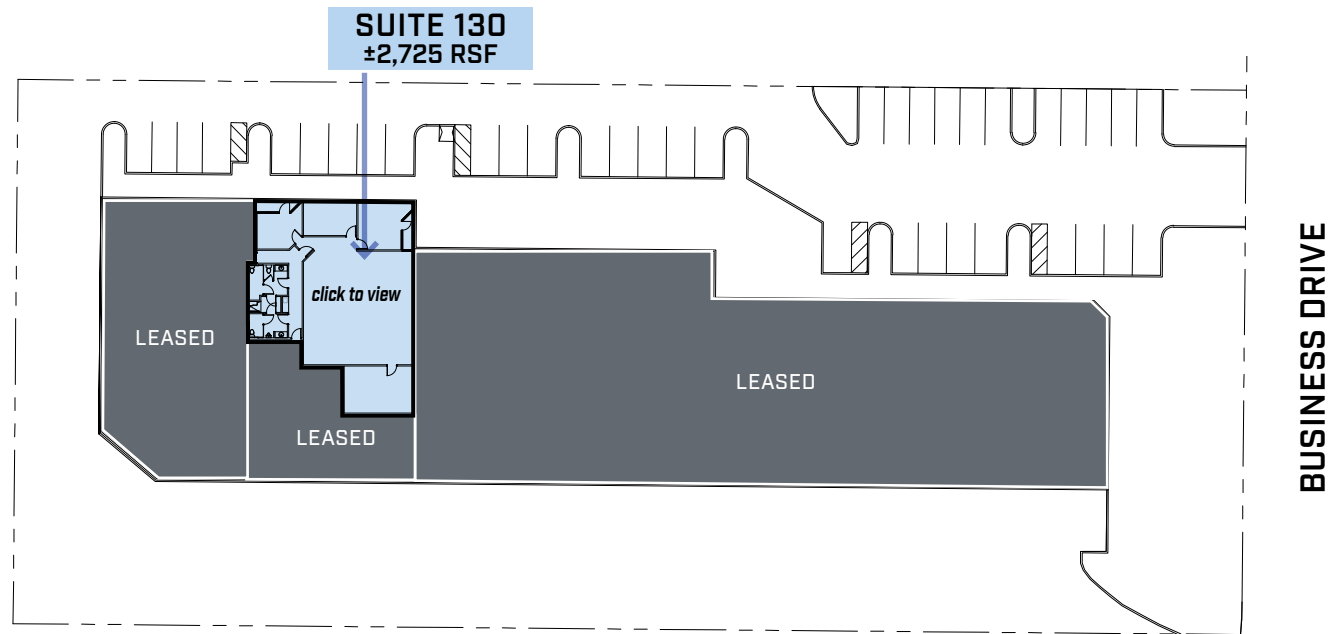 SUITE 130
±2,725 RSF
click to view
LEASED
LEASED
LEASED
BUSINESS DRIVE